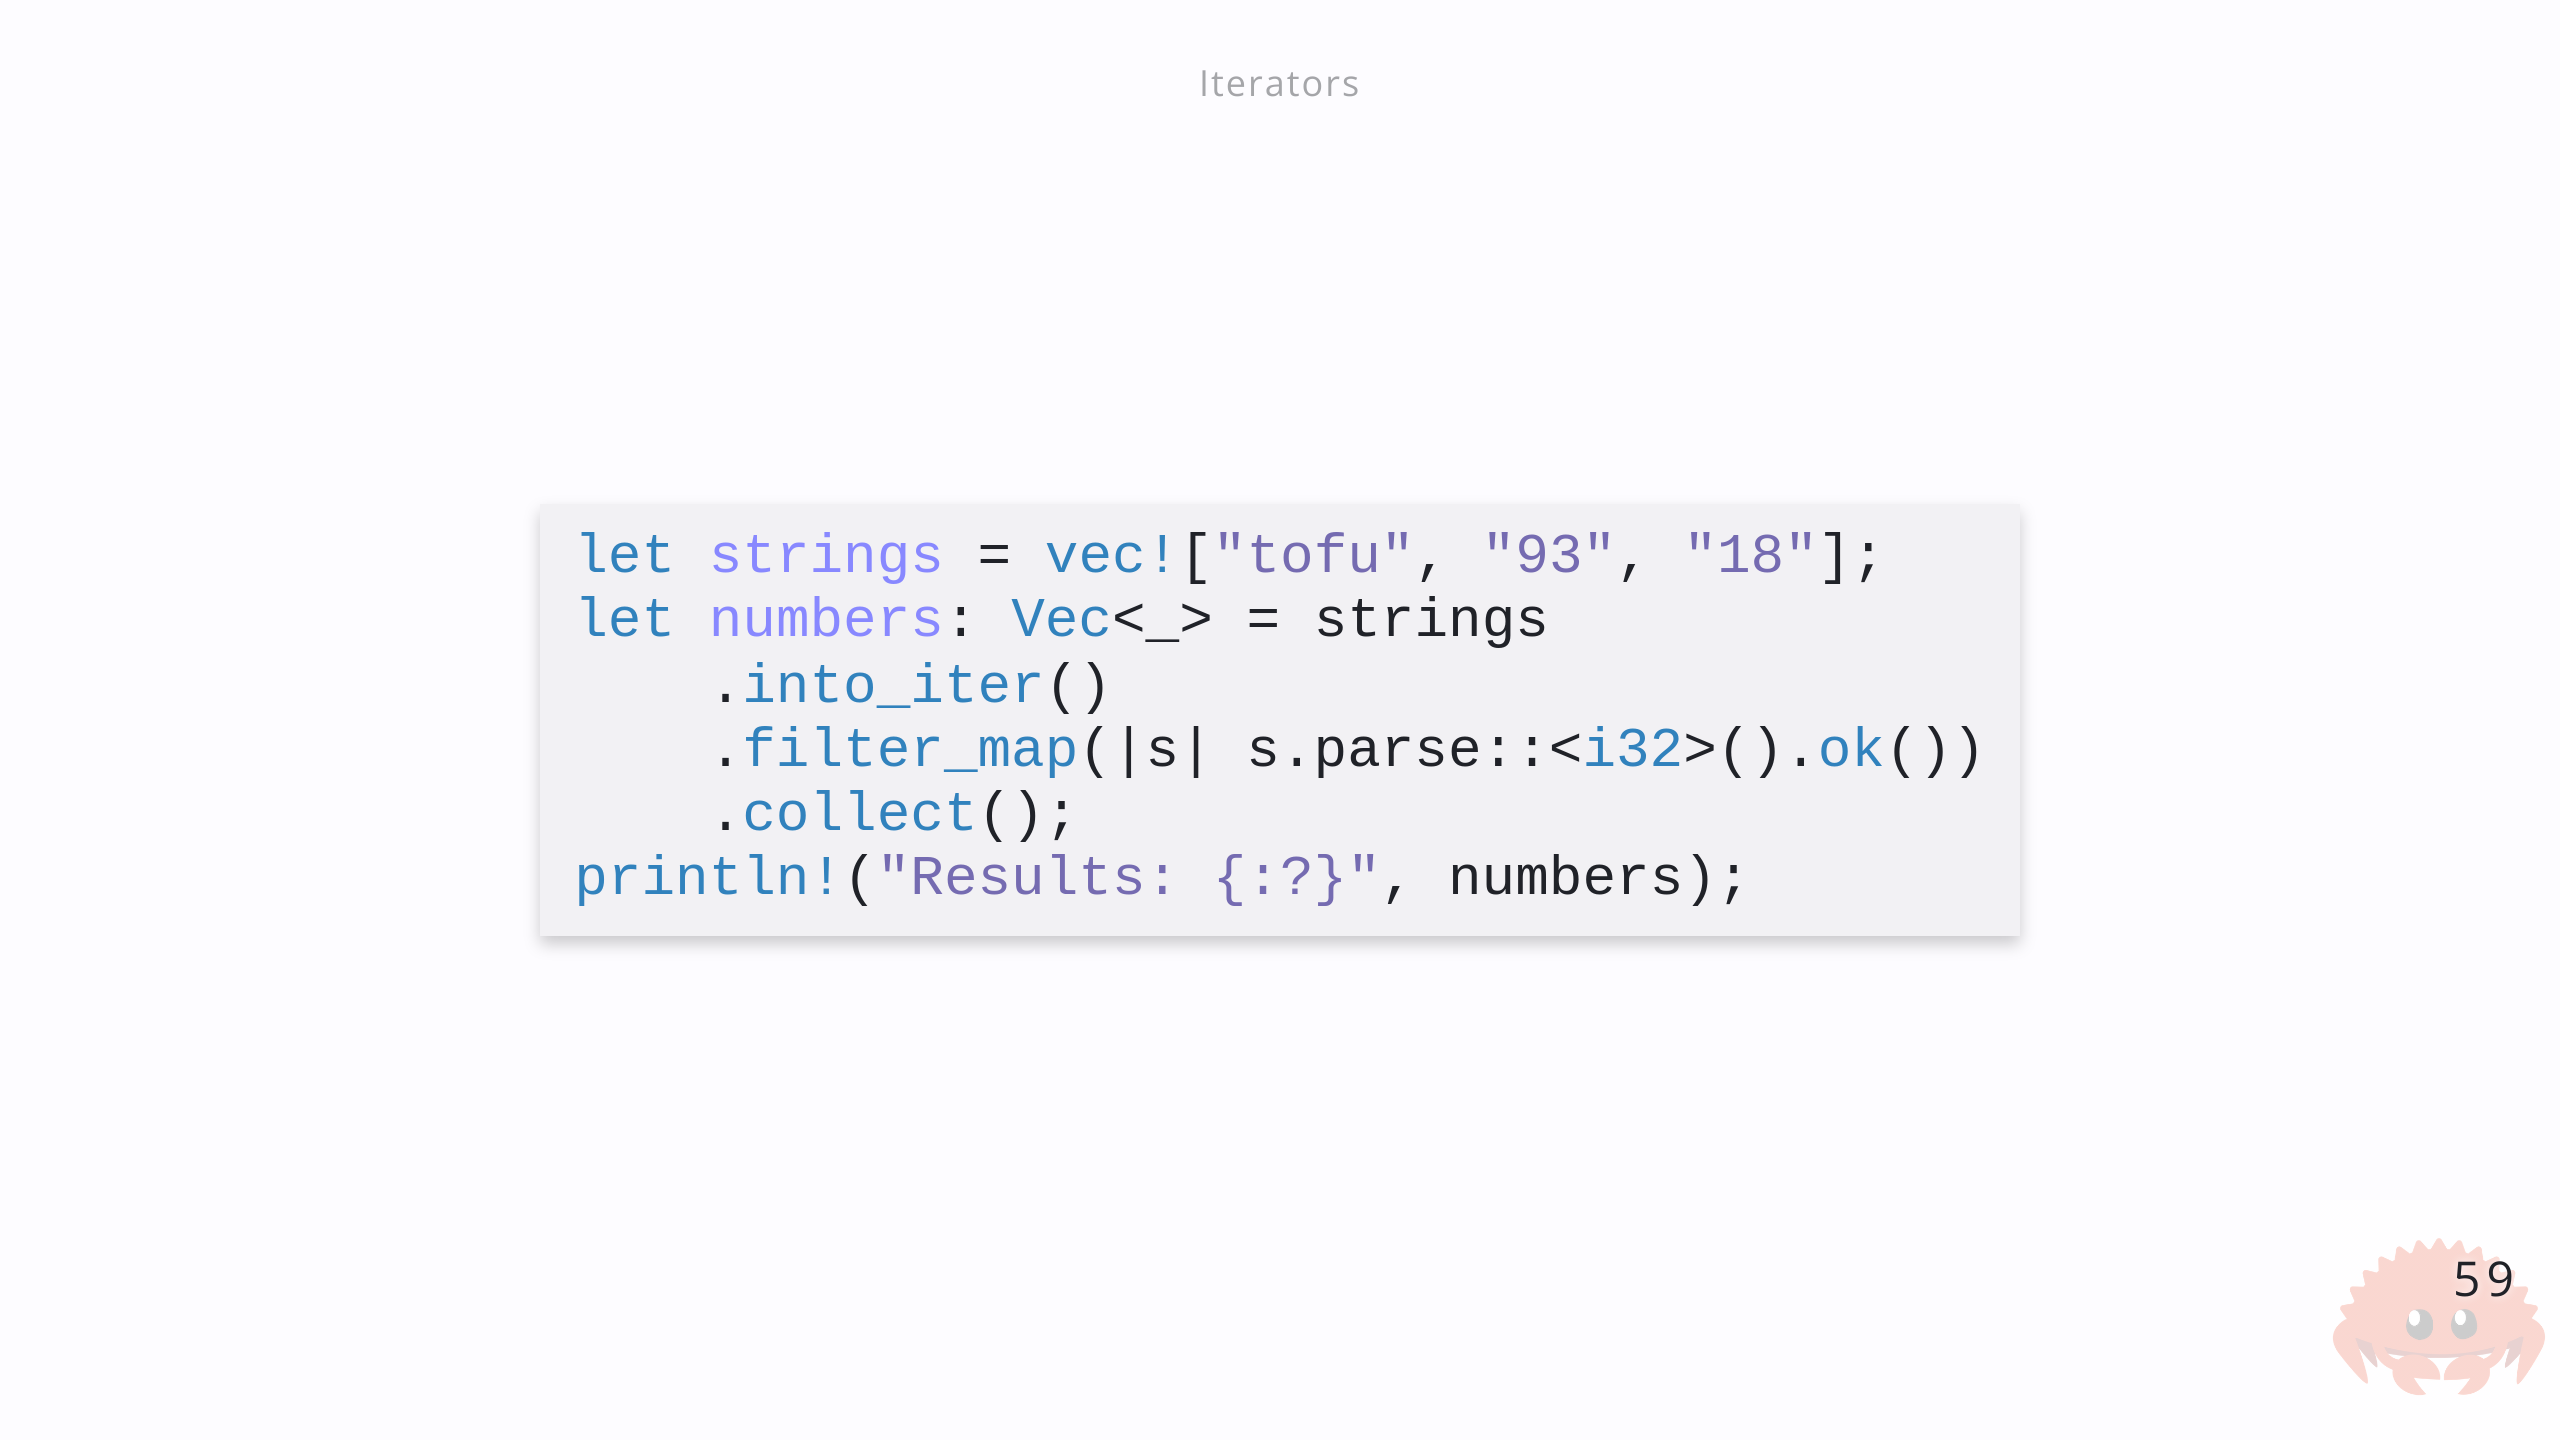 Iterators
let strings = vec!["tofu", "93", "18"];
let numbers: Vec<_> = strings
    .into_iter()
    .filter_map(|s| s.parse::<i32>().ok())
    .collect();
println!("Results: {:?}", numbers);
59